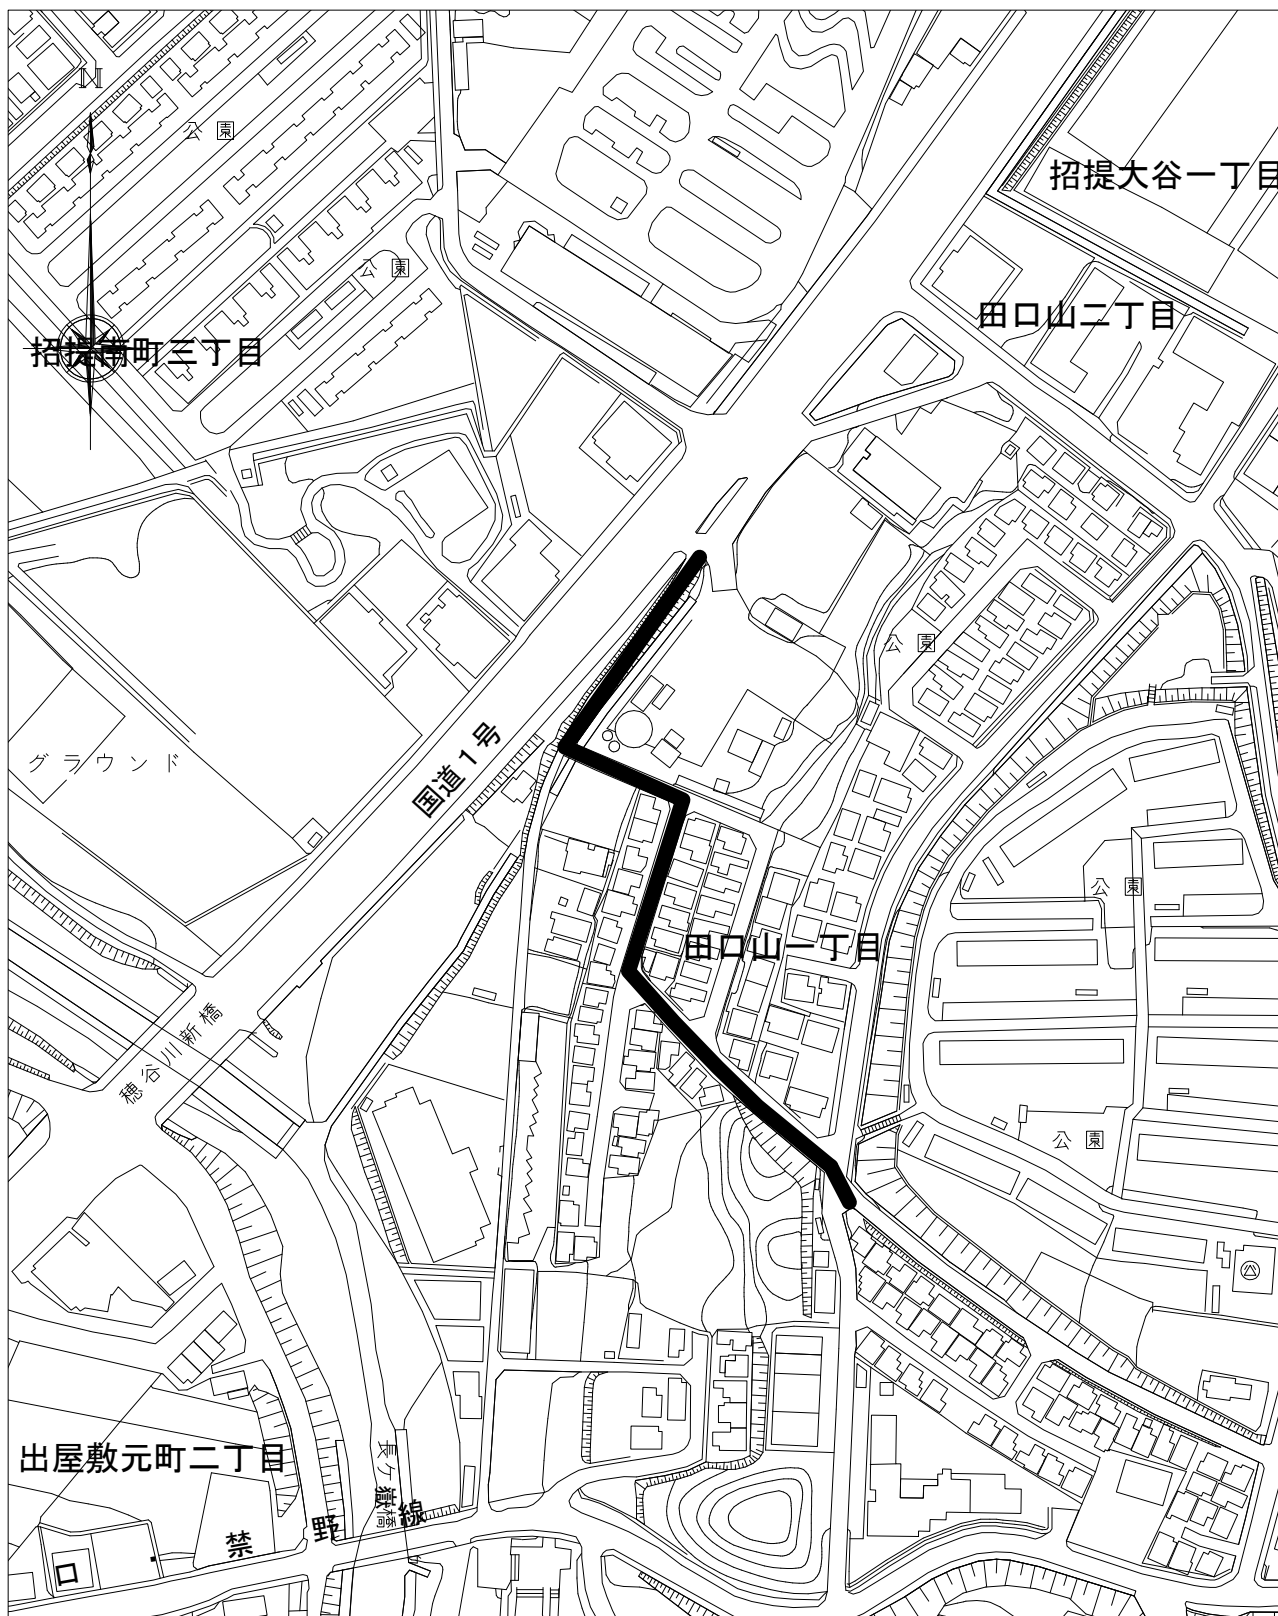 N
公園
招提大谷一丁目
公園
田口山二丁目
招提南町三丁目
公園
国道1号
グラウンド
公園
田口山一丁目
穂谷川新橋
公園
出屋敷元町二丁目
長ケ嶽橋
口
禁野線